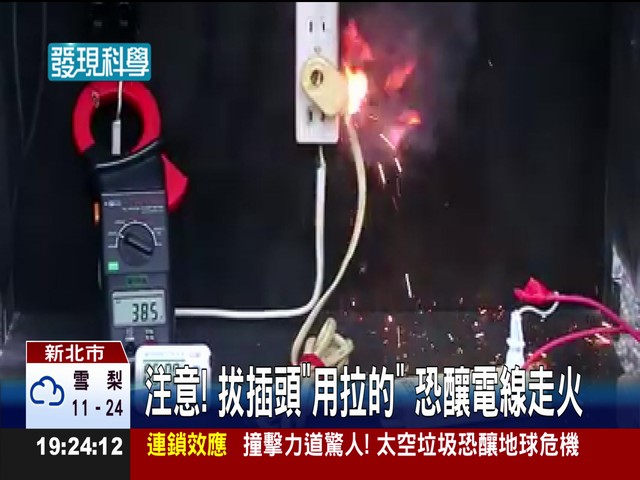 發現科學
38.5
新北市
雪 梨
11 - 24
注意! 拔插頭"用拉的" 恐釀電線走火
19:24:12
連鎖效應 撞擊力道驚人! 太空垃圾恐釀地球危機